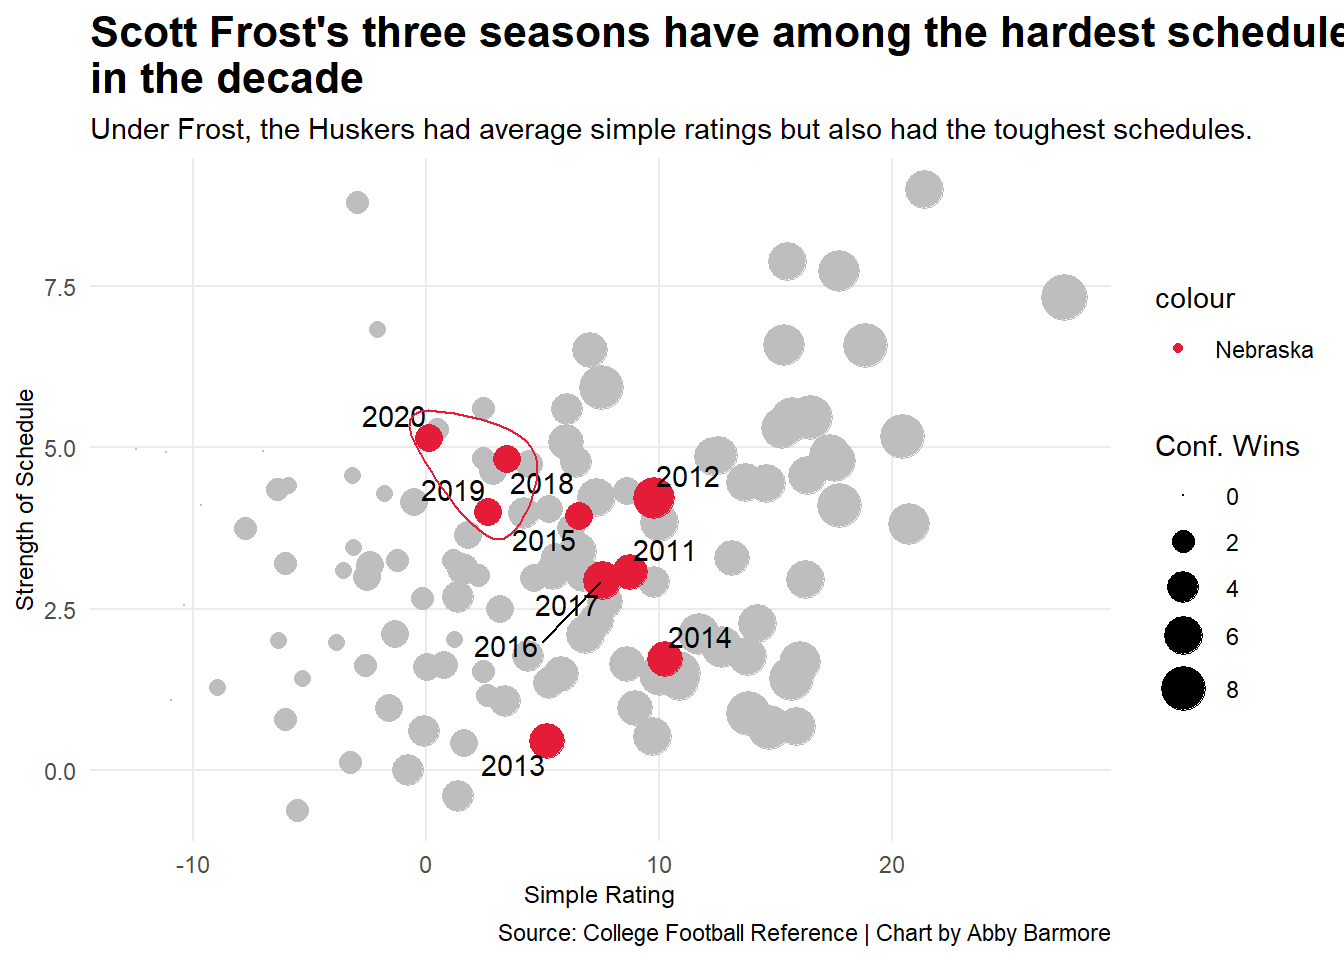 Scott Frost's three seasons have among the hardest schedule
in the decade
Under Frost, the Huskers had average simple ratings but also had the toughest schedules.
7.5
5.0
2.5
0.0
Strength of Schedule
2020
2019
2018
2012
2015
2011
2017
2016
2014
2013
-10
0
10
20
Simple Rating
colour
Nebraska
Conf. Wins
0
2
4
6
8
Source: College Football Reference | Chart by Abby Barmore